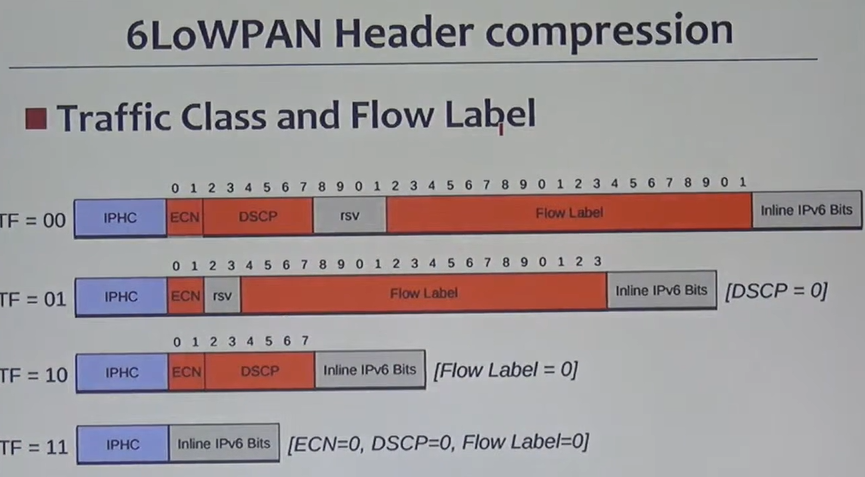 6LoWPAN Header compression
Traffic Class and Flow Label
0 1 2 3 4 5 6 7 8 9 0 1 2 3 4 5 6 7 8 9 0 1 2 3 4 5 6 7 8 9 0 1
TF = 00 IPHC ECN DSCP rsv Flow Label Inline IPv6 Bits
0 1 2 3 4 5 6 7 8 9 0 1 2 3 4 5 6 7 8 9 0 1 2 3
TF = 01 IPHC ECN rsv Flow Label Inline IPv6 Bits [DSCP = 0]
0 1 2 3 4 5 6 7
TF = 10 IPHC ECN DSCP Inline IPv6 Bits [Flow Label = 0]
TF = 11 IPHC Inline IPv6 Bits [ECN=0, DSCP=0, Flow Label=0]